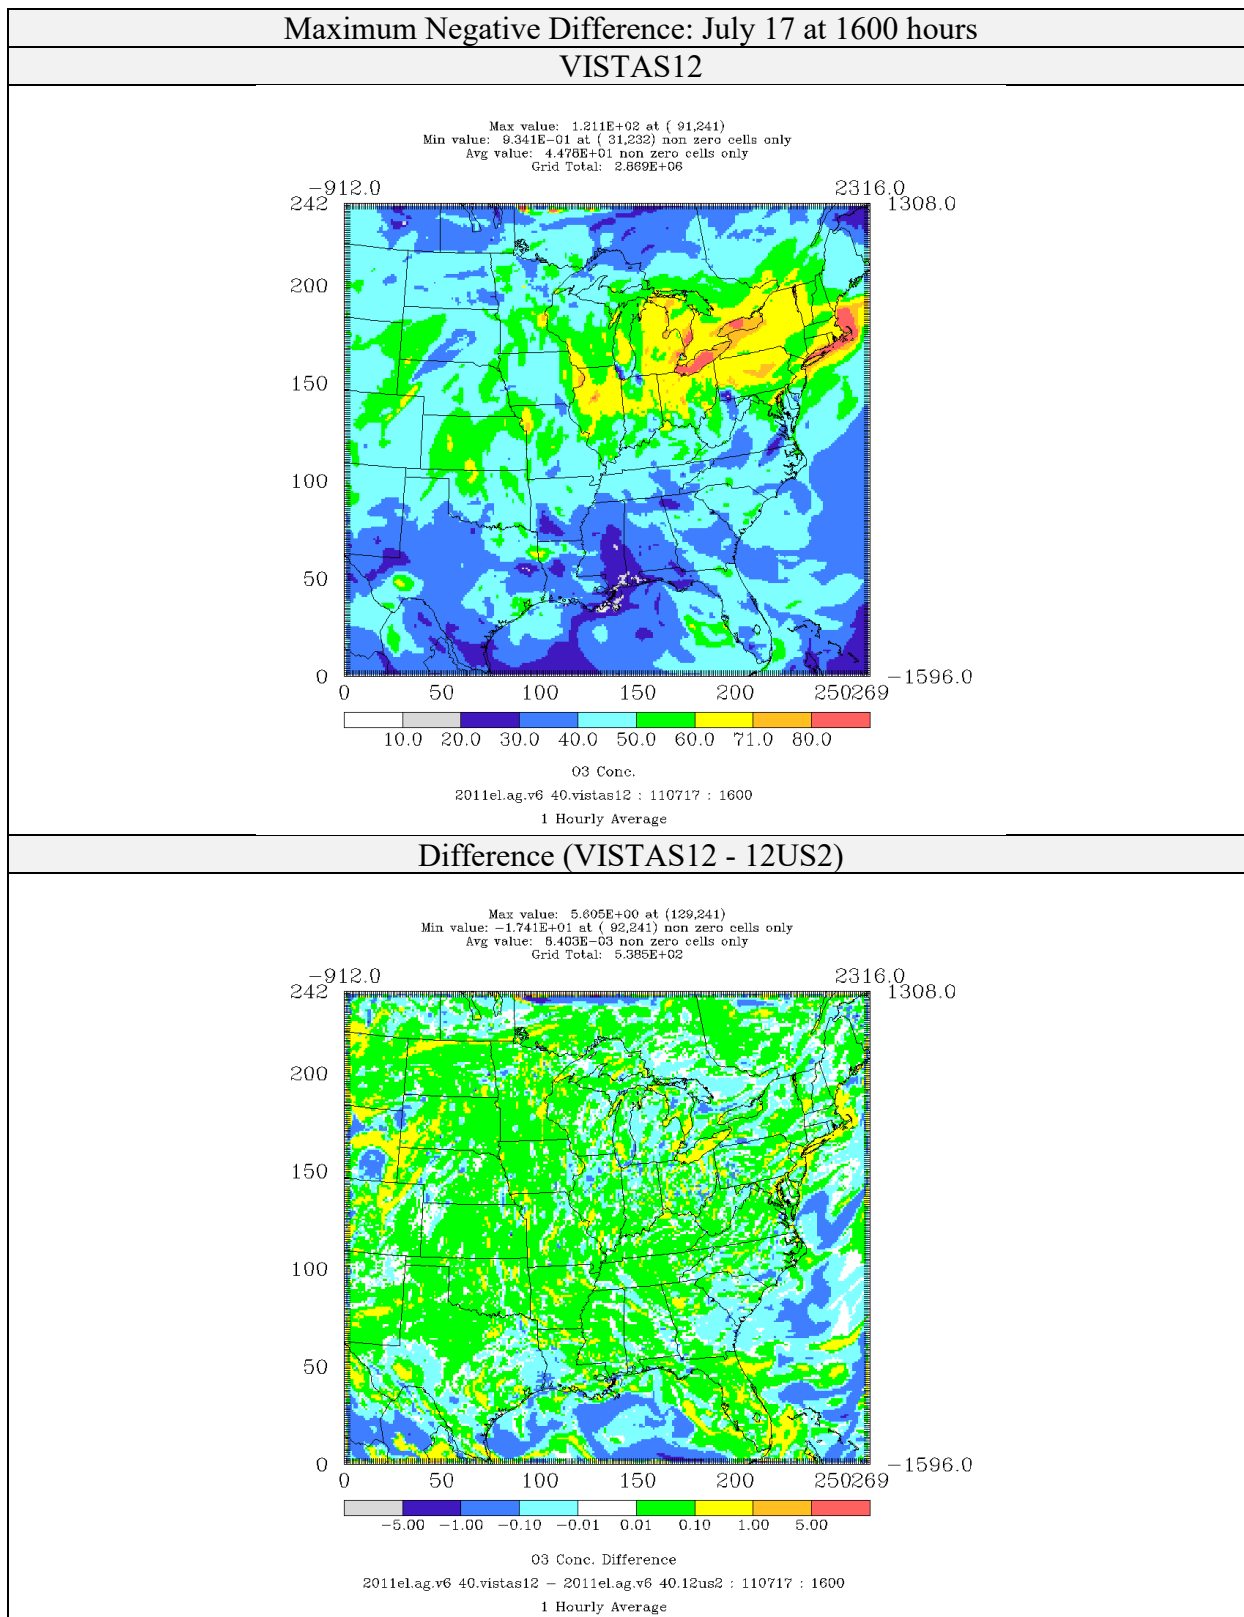 Maximum Negative Difference: July 17 at 1600 hours
VISTAS12
Max value: 1.211E+02 at ( 91,241)
Min value: 9.341E-01 at ( 31,232) non zero cells only
Avg value: 4.478E+01 non zero cells only
Grid Total: 2.869E+06
-912.0 2316.0
242 1308.0
200
150
100
50
0 -1596.0
0 50 100 150 200 250269
10.0 20.0 30.0 40.0 50.0 60.0 71.0 80.0
O3 Conc.
2011el.ag.v6 40.vistas12 : 110717 : 1600
1 Hourly Average
Difference (VISTAS12 - 12US2)
Max value: 5.605E+00 at (129,241)
Min value: -1.741E+01 at ( 92,241) non zero cells only
Avg value: 8.403E-03 non zero cells only
Grid Total: 5.385E+02
-912.0 2316.0
242 1308.0
200
150
100
50
0 -1596.0
0 50 100 150 200 250269
-5.00 -1.00 -0.10 -0.01 0.01 0.10 1.00 5.00
O3 Conc. Difference
2011el.ag.v6 40.vistas12 - 2011el.ag.v6 40.12us2 : 110717 : 1600
1 Hourly Average